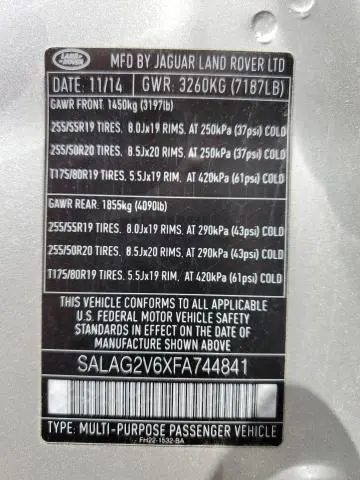 LAND ROVER
MFD BY JAGUAR LAND ROVER LTD
DATE: 11/14 GWR: 3260KG (7187LB)
GAWR FRONT: 1450kg (3197lb)
255/55R19 TIRES. 8.0Jx19 RIMS, AT 250kPa (37psi) COLD
255/50R20 TIRES. 8.5Jx20 RIMS, AT 250kPa (37psi) COLD
T175/80R19 TIRES. 5.5Jx19 RIM, AT 420kPa (61psi) COLD
GAWR REAR: 1855kg (4090lb)
255/55R19 TIRES. 8.0Jx19 RIMS, AT 290kPa (43psi) COLD
255/50R20 TIRES. 8.5Jx20 RIMS, AT 290kPa (43psi) COLD
T175/80R19 TIRES. 5.5Jx19 RIM, AT 420kPa (61psi) COLD
THIS VEHICLE CONFORMS TO ALL APPLICABLE
U.S. FEDERAL MOTOR VEHICLE SAFETY
STANDARDS IN EFFECT ON THE DATE OF
MANUFACTURE SHOWN ABOVE
SALAG2V6XFA744841
TYPE: MULTI-PURPOSE PASSENGER VEHICLE
FH22-1532-BA